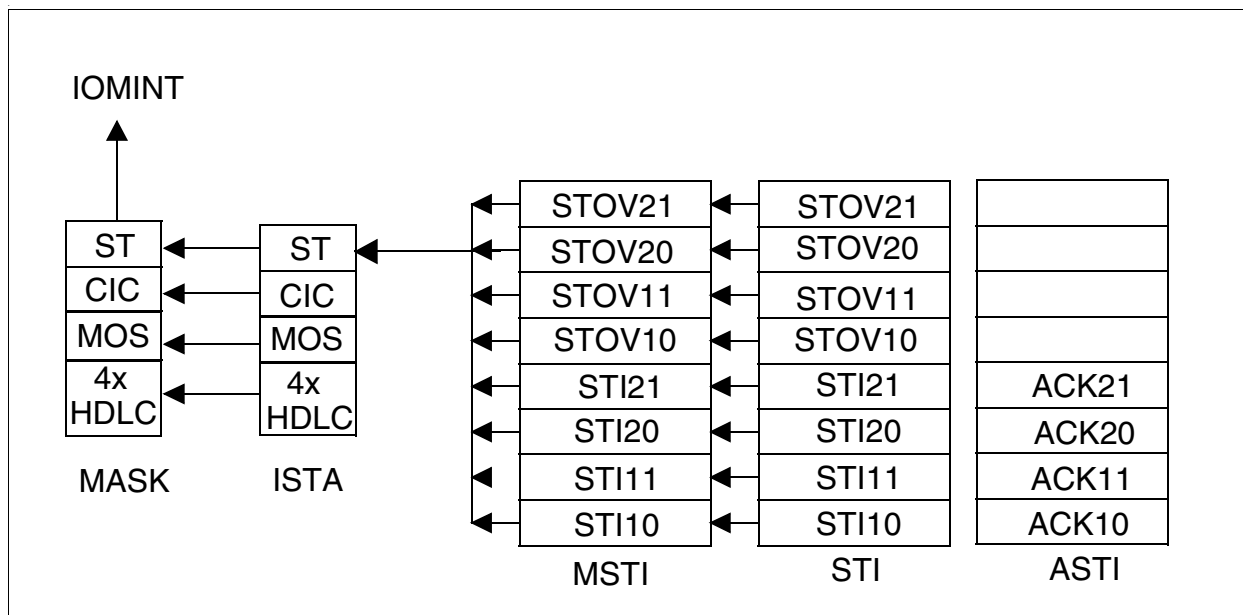 IOMINT
ST
CIC
MOS
4x
HDLC
MASK
ST
CIC
MOS
4x
HDLC
ISTA
STOV21
STOV20
STOV11
STOV10
STI21
STI20
STI11
STI10
MSTI
STOV21
STOV20
STOV11
STOV10
STI21
STI20
STI11
STI10
STI
ACK21
ACK20
ACK11
ACK10
ASTI